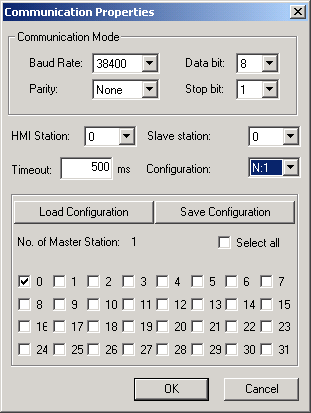 Communication Properties
Communication Mode
Baud Rate: 38400 Data bit: 8
Parity: None Stop bit: 1
HMI Station: 0 Slave station: 0
Timeout: 500 ms Configuration: N:1
Load Configuration Save Configuration
No. of Master Station: 1 Select all
0 1 2 3 4 5 6 7
8 9 10 11 12 13 14 15
16 17 18 19 20 21 22 23
24 25 26 27 28 29 30 31
OK Cancel